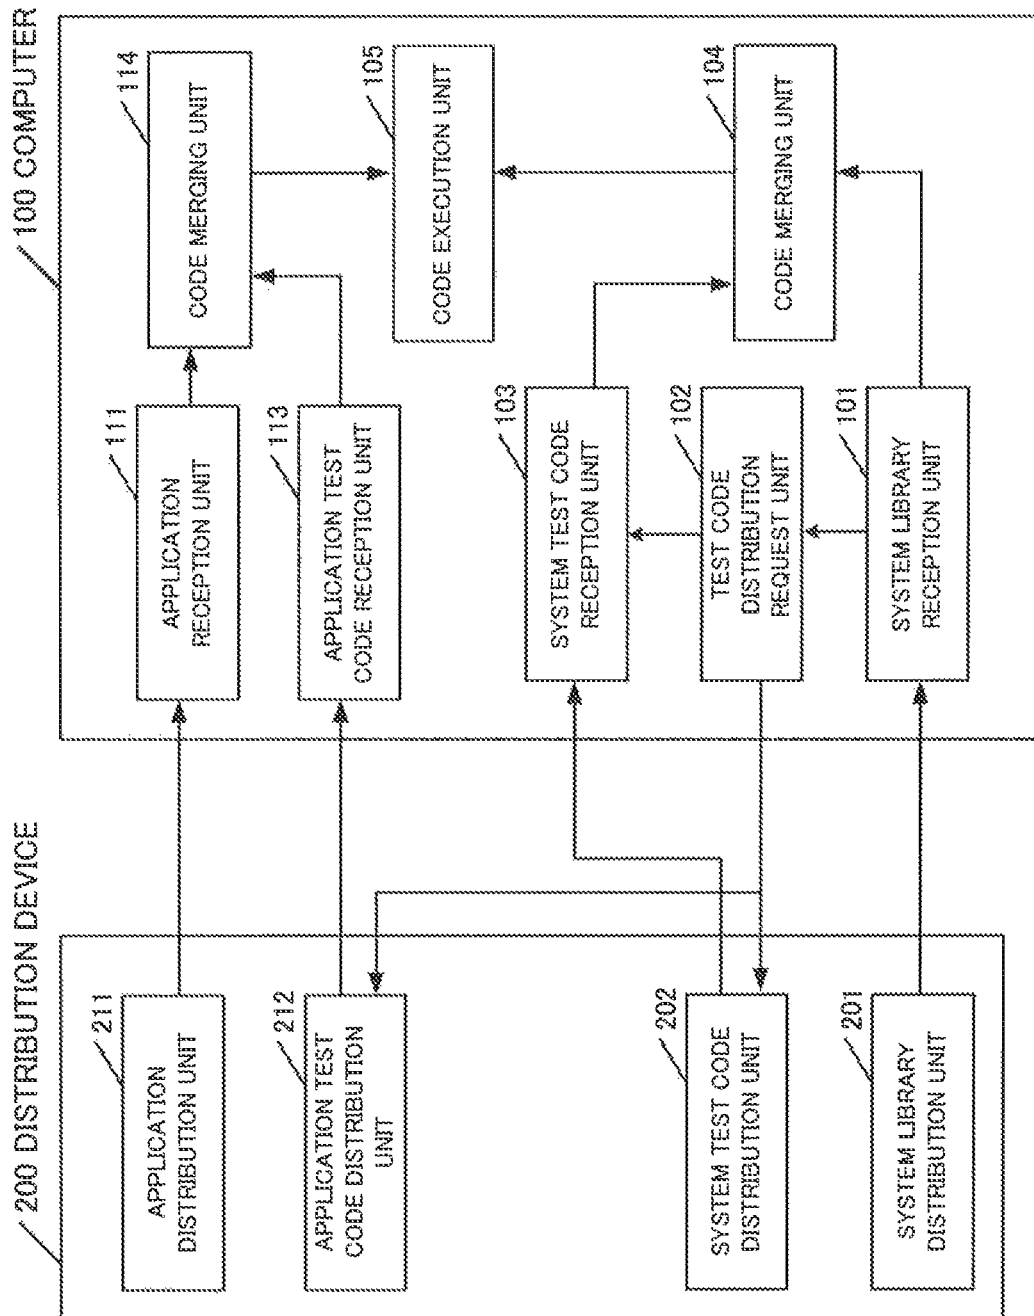 200 DISTRIBUTION DEVICE
211
APPLICATION
DISTRIBUTION UNIT
212
APPLICATION TEST
CODE DISTRIBUTION
UNIT
202
SYSTEM TEST CODE
DISTRIBUTION UNIT
201
SYSTEM LIBRARY
DISTRIBUTION UNIT
100 COMPUTER
111
APPLICATION
RECEPTION UNIT
113
APPLICATION TEST
CODE RECEPTION UNIT
103
SYSTEM TEST CODE
RECEPTION UNIT
102
TEST CODE
DISTRIBUTION
REQUEST UNIT
101
SYSTEM LIBRARY
RECEPTION UNIT
114
CODE MERGING UNIT
105
CODE EXECUTION UNIT
104
CODE MERGING UNIT